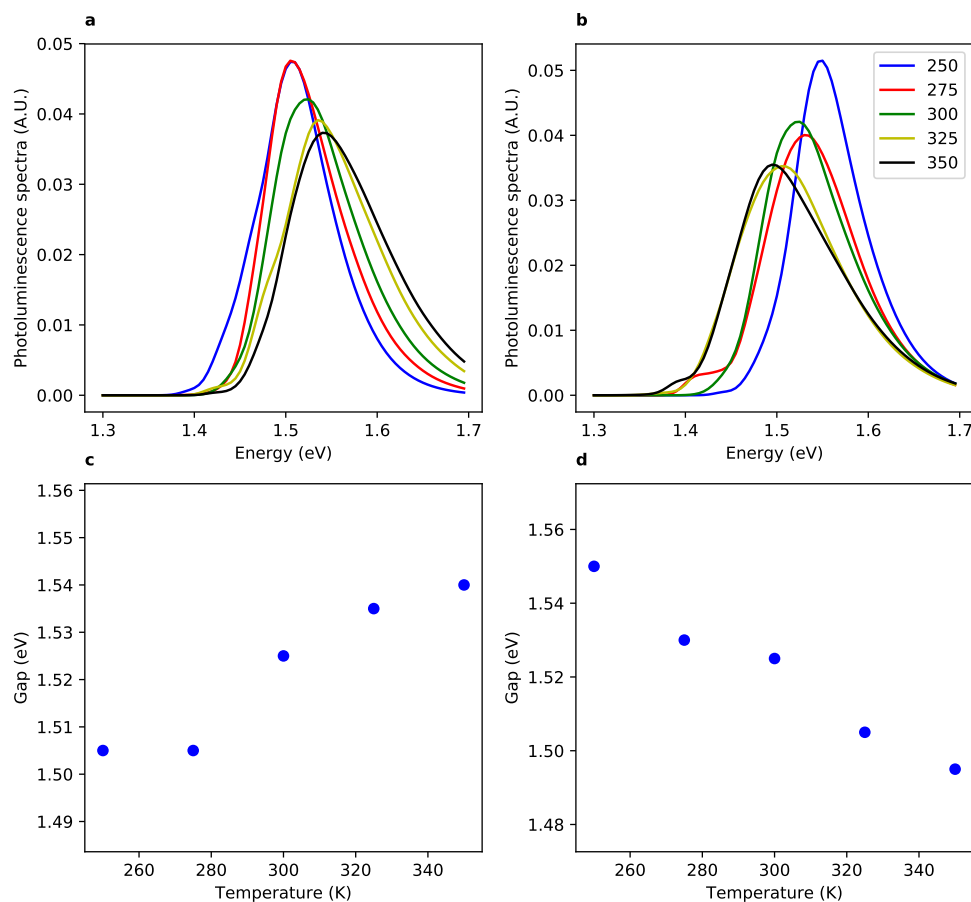 a
Photoluminescence spectra (A.U.)
0.05
0.04
0.03
0.02
0.01
0.00
1.3 1.4 1.5 1.6 1.7
Energy (eV)
b
Photoluminescence spectra (A.U.)
0.05
0.04
0.03
0.02
0.01
0.00
250
275
300
325
350
1.3 1.4 1.5 1.6 1.7
Energy (eV)
c
Gap (eV)
1.56
1.55
1.54
1.53
1.52
1.51
1.50
1.49
260 280 300 320 340
Temperature (K)
d
Gap (eV)
1.56
1.54
1.52
1.50
1.48
260 280 300 320 340
Temperature (K)